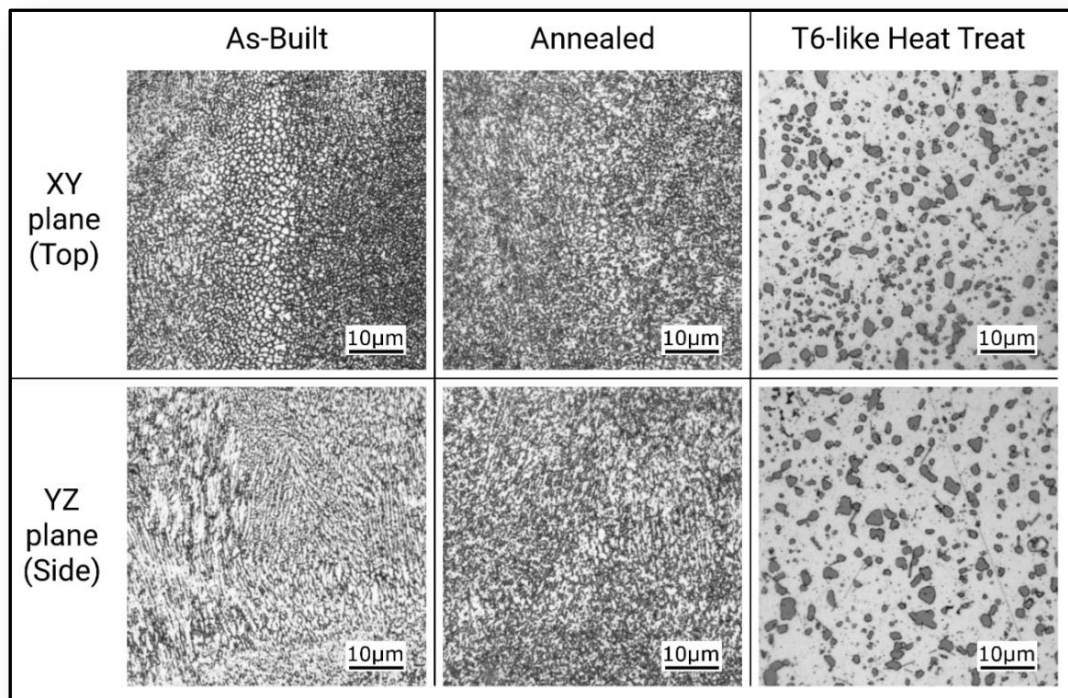 As-Built
Annealed
T6-like Heat Treat
XY
plane
(Top)
10µm
10µm
10µm
YZ
plane
(Side)
10µm
10µm
10µm